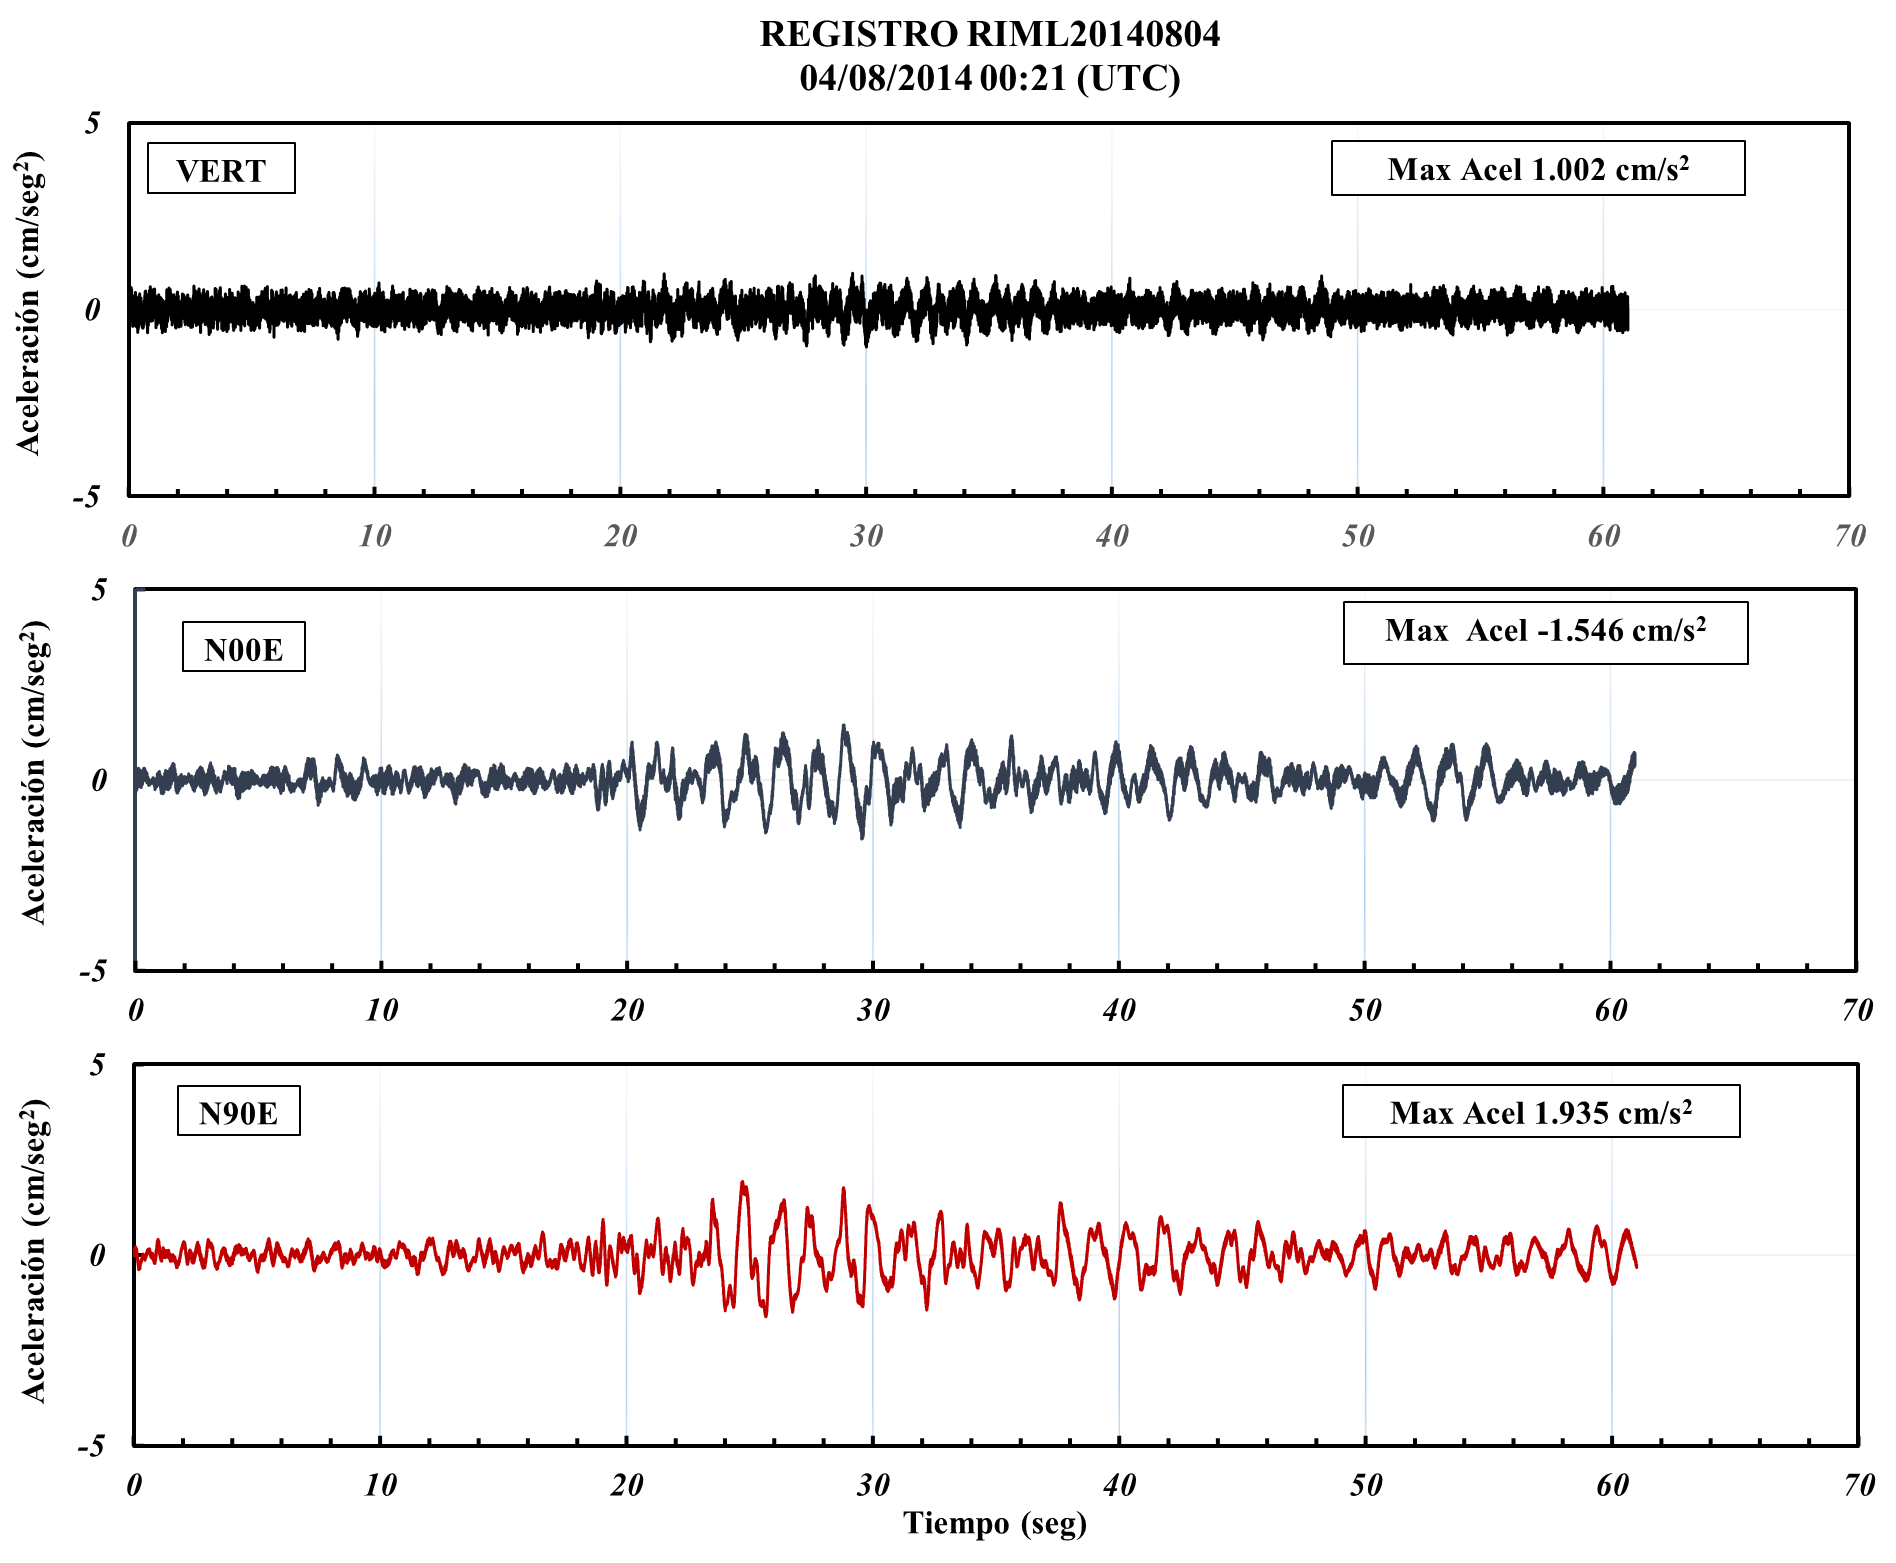 REGISTRO RIML20140804
04/08/2014 00:21 (UTC)
Aceleración (cm/seg²)
5
0
-5
VERT
Max Acel 1.002 cm/s²
0 10 20 30 40 50 60 70
Aceleración (cm/seg²)
5
0
-5
N00E
Max Acel -1.546 cm/s²
0 10 20 30 40 50 60 70
Aceleración (cm/seg²)
5
0
-5
N90E
Max Acel 1.935 cm/s²
0 10 20 30 40 50 60 70
Tiempo (seg)